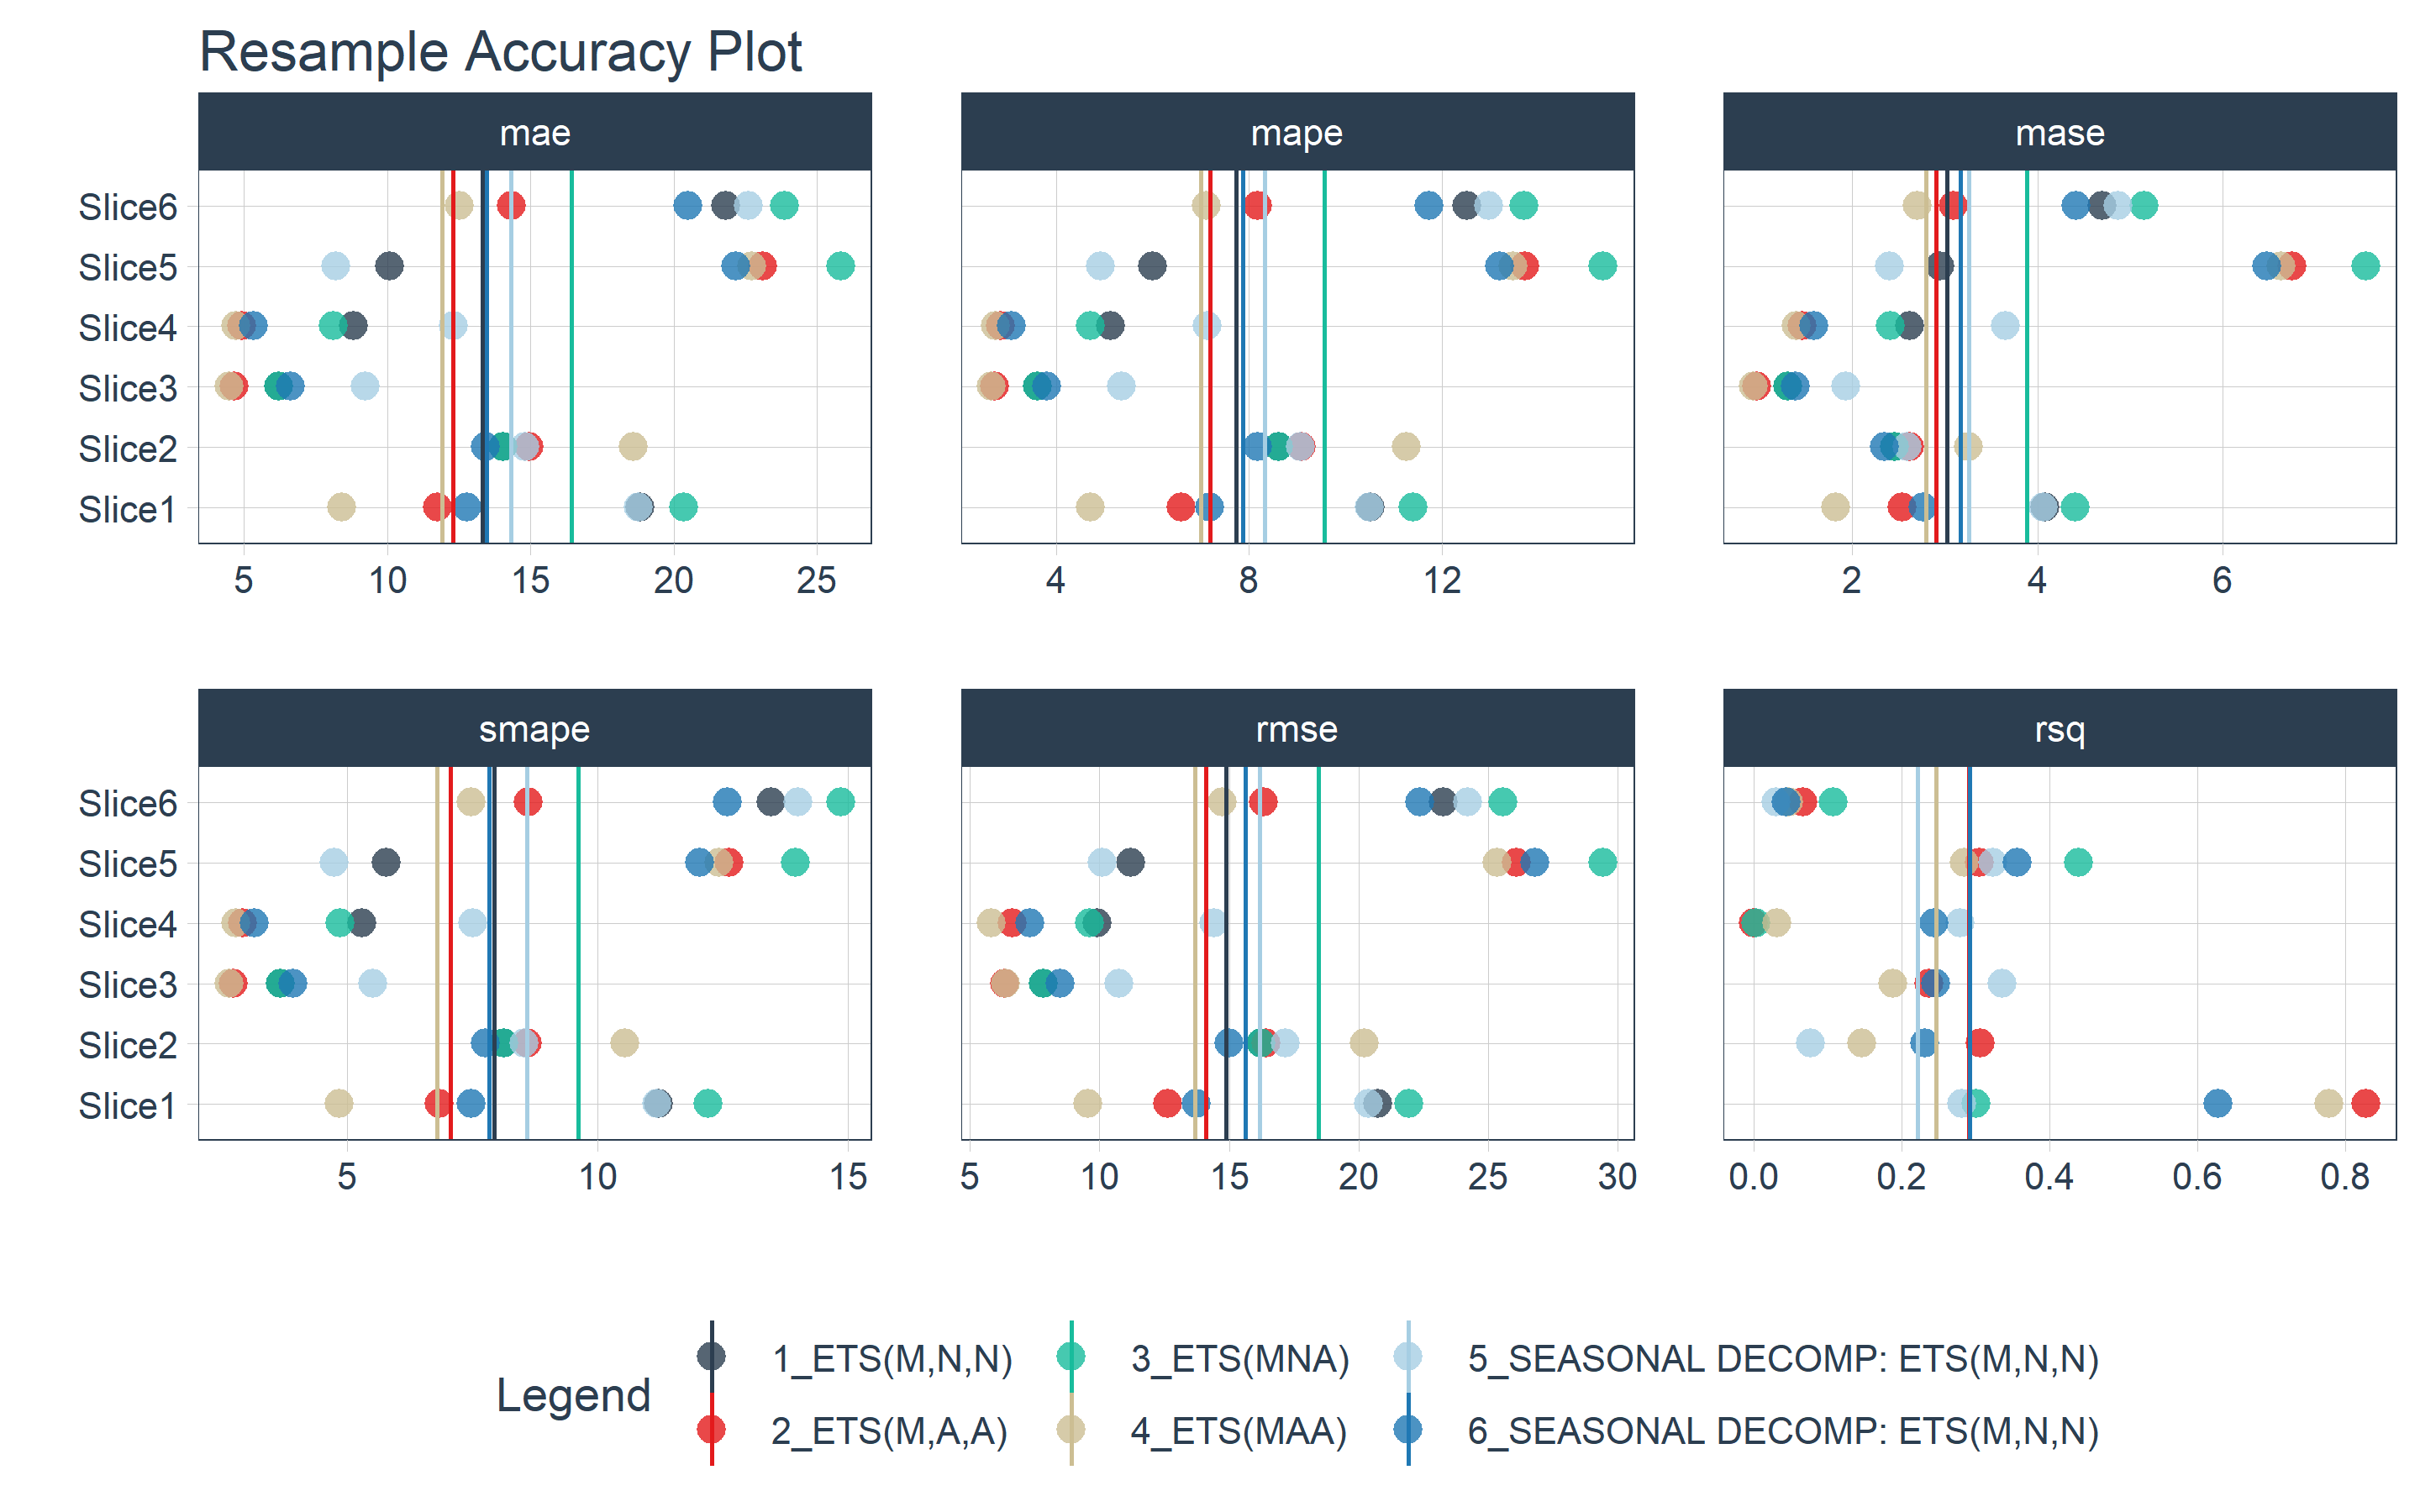 Resample Accuracy Plot
mae mape mase
Slice6
Slice5
Slice4
Slice3
Slice2
Slice1
5 10 15 20 25 4 8 12 2 4 6
smape rmse rsq
Slice6
Slice5
Slice4
Slice3
Slice2
Slice1
5 10 15 5 10 15 20 25 30 0.0 0.2 0.4 0.6 0.8
Legend
1_ETS(M,N,N) 3_ETS(MNA) 5_SEASONAL DECOMP: ETS(M,N,N)
2_ETS(M,A,A) 4_ETS(MAA) 6_SEASONAL DECOMP: ETS(M,N,N)